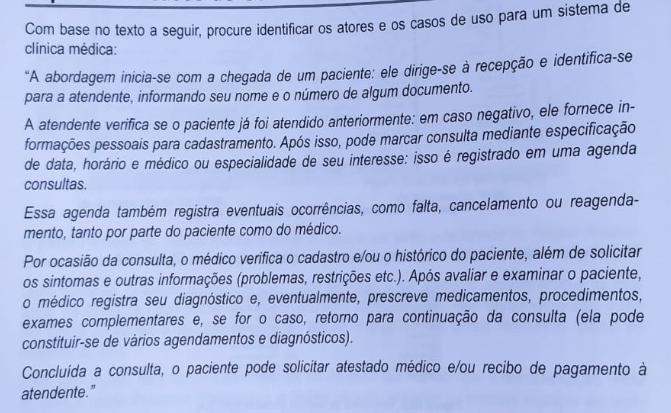 Com base no texto a seguir, procure identificar os atores e os casos de uso para um sistema de
clínica médica:
“A abordagem inicia-se com a chegada de um paciente: ele dirige-se à recepção e identifica-se
para a atendente, informando seu nome e o número de algum documento.
A atendente verifica se o paciente já foi atendido anteriormente: em caso negativo, ele fornece in-
formações pessoais para cadastramento. Após isso, pode marcar consulta mediante especificação
de data, horário e médico ou especialidade de seu interesse: isso é registrado em uma agenda
consultas.
Essa agenda também registra eventuais ocorrências, como falta, cancelamento ou reagenda-
mento, tanto por parte do paciente como do médico.
Por ocasião da consulta, o médico verifica o cadastro e/ou o histórico do paciente, além de solicitar
os sintomas e outras informações (problemas, restrições etc.). Após avaliar e examinar o paciente,
o médico registra seu diagnóstico e, eventualmente, prescreve medicamentos, procedimentos,
exames complementares e, se for o caso, retorno para continuação da consulta (ela pode
constituir-se de vários agendamentos e diagnósticos).
Concluída a consulta, o paciente pode solicitar atestado médico e/ou recibo de pagamento à
atendente.”